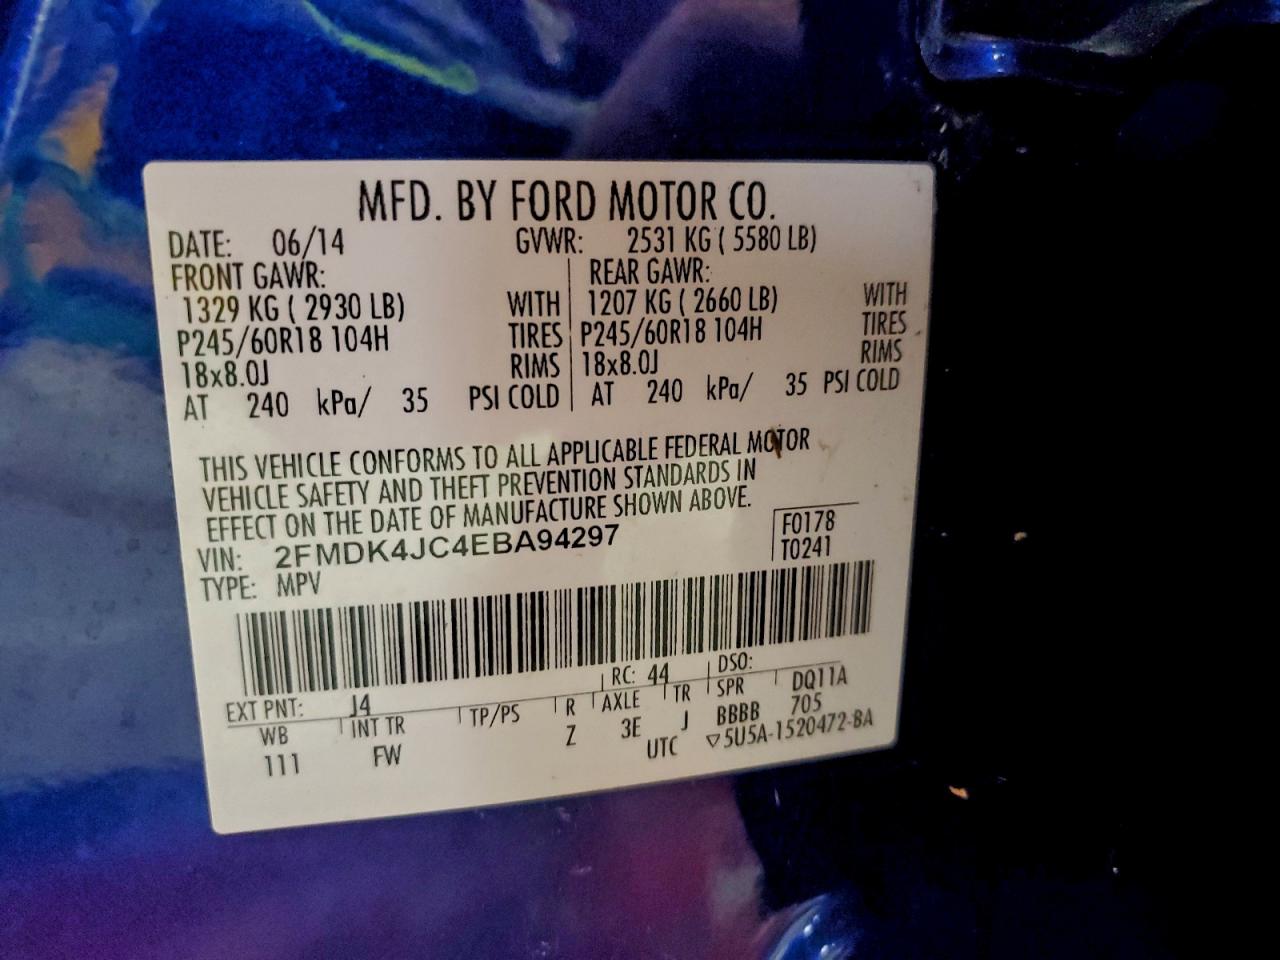 MFD. BY FORD MOTOR CO.
DATE: 06/14 GVWR: 2531 KG ( 5580 LB)
FRONT GAWR: REAR GAWR:
1329 KG ( 2930 LB) WITH 1207 KG ( 2660 LB) WITH
P245/60R18 104H TIRES P245/60R18 104H TIRES
18x8.0J RIMS 18x8.0J RIMS
AT 240 kPa/ 35 PSI COLD AT 240 kPa/ 35 PSI COLD
THIS VEHICLE CONFORMS TO ALL APPLICABLE FEDERAL MOTOR
VEHICLE SAFETY AND THEFT PREVENTION STANDARDS IN
EFFECT ON THE DATE OF MANUFACTURE SHOWN ABOVE.
VIN: 2FMDK4JC4EBA94297 F0178
TYPE: MPV T0241
EXT PNT: J4 RC: 44 DSO:
WB INT TR TP/PS R AXLE TR SPR DQ11A
111 FW Z 3E J BBBB 705
UTC ▽5U5A-1520472-BA